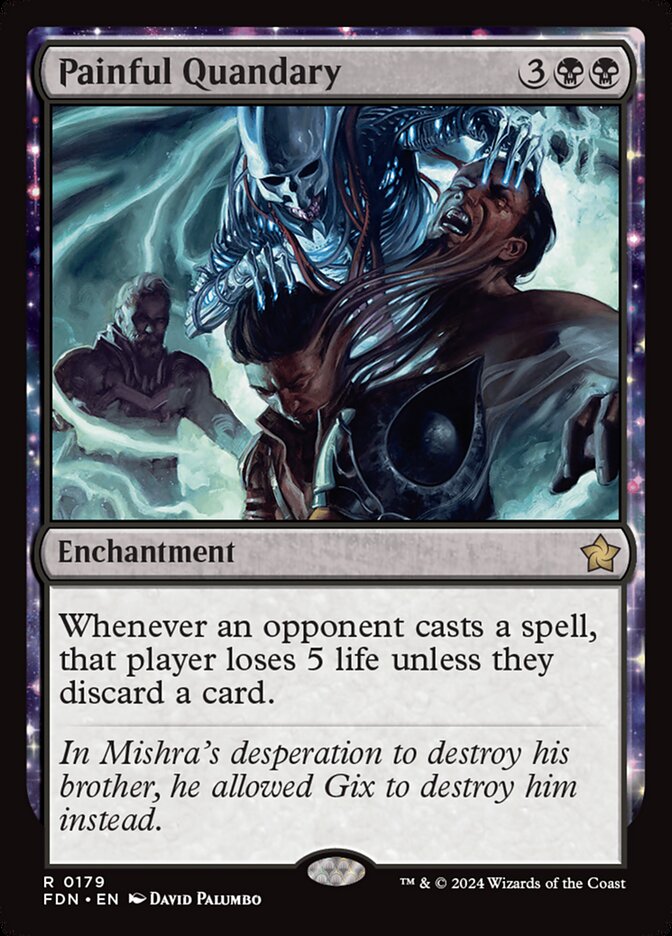 Painful Quandary 3
Enchantment
Whenever an opponent casts a spell,
that player loses 5 life unless they
discard a card.
In Mishra's desperation to destroy his
brother, he allowed Gix to destroy him
instead.
R 0179
FDN • EN David Palumbo
™ & © 2024 Wizards of the Coast